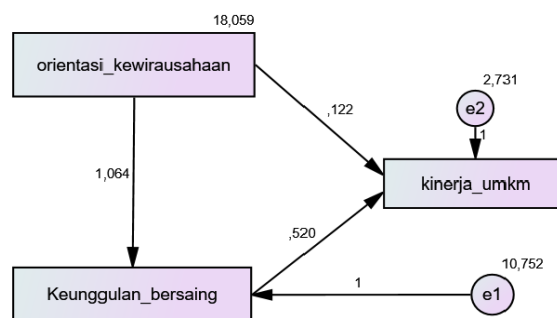 18,059
orientasi_kewirausahaan
2,731
e2
,122
1
1,064
kinerja_umkm
,520
10,752
Keunggulan_bersaing
1
e1